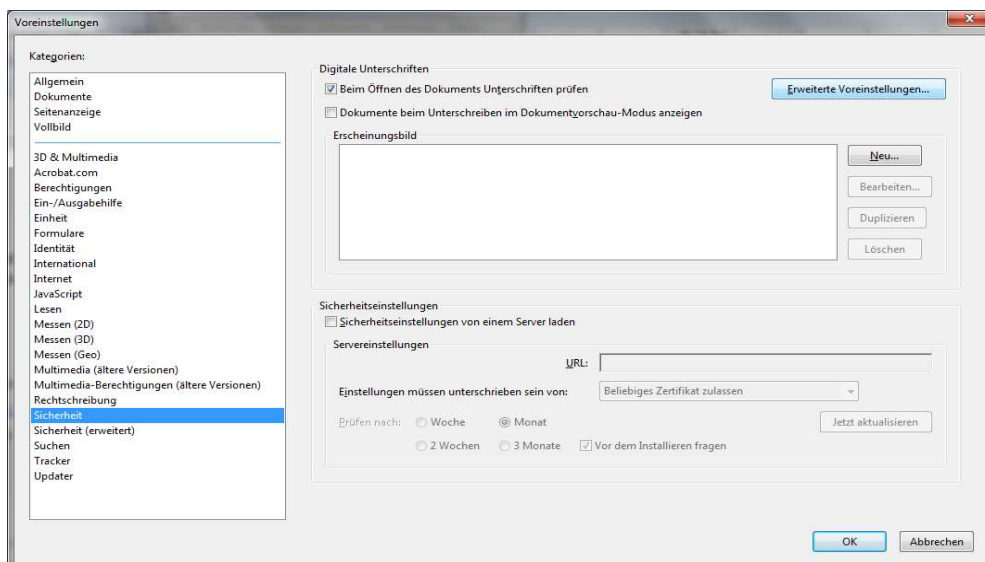 Voreinstellungen
Kategorien:
Allgemein
Dokumente
Seitenanzeige
Vollbild
3D & Multimedia
Acrobat.com
Berechtigungen
Ein-/Ausgabehilfe
Einheit
Formulare
Identität
International
Internet
JavaScript
Lesen
Messen (2D)
Messen (3D)
Messen (Geo)
Multimedia (ältere Versionen)
Multimedia-Berechtigungen (ältere Versionen)
Rechtschreibung
Sicherheit
Sicherheit (erweitert)
Suchen
Tracker
Updater
Digitale Unterschriften
Beim Öffnen des Dokuments Unterschriften prüfen
Erweiterte Voreinstellungen...
Dokumente beim Unterschreiben im Dokumentvorschau-Modus anzeigen
Erscheinungsbild
Neu...
Bearbeiten...
Duplizieren
Löschen
Sicherheitseinstellungen
Sicherheitseinstellungen von einem Server laden
Servereinstellungen
URL:
Einstellungen müssen unterschrieben sein von: Beliebiges Zertifikat zulassen
Prüfen nach: Woche Monat Jetzt aktualisieren
2 Wochen 3 Monate Vor dem Installieren fragen
OK Abbrechen